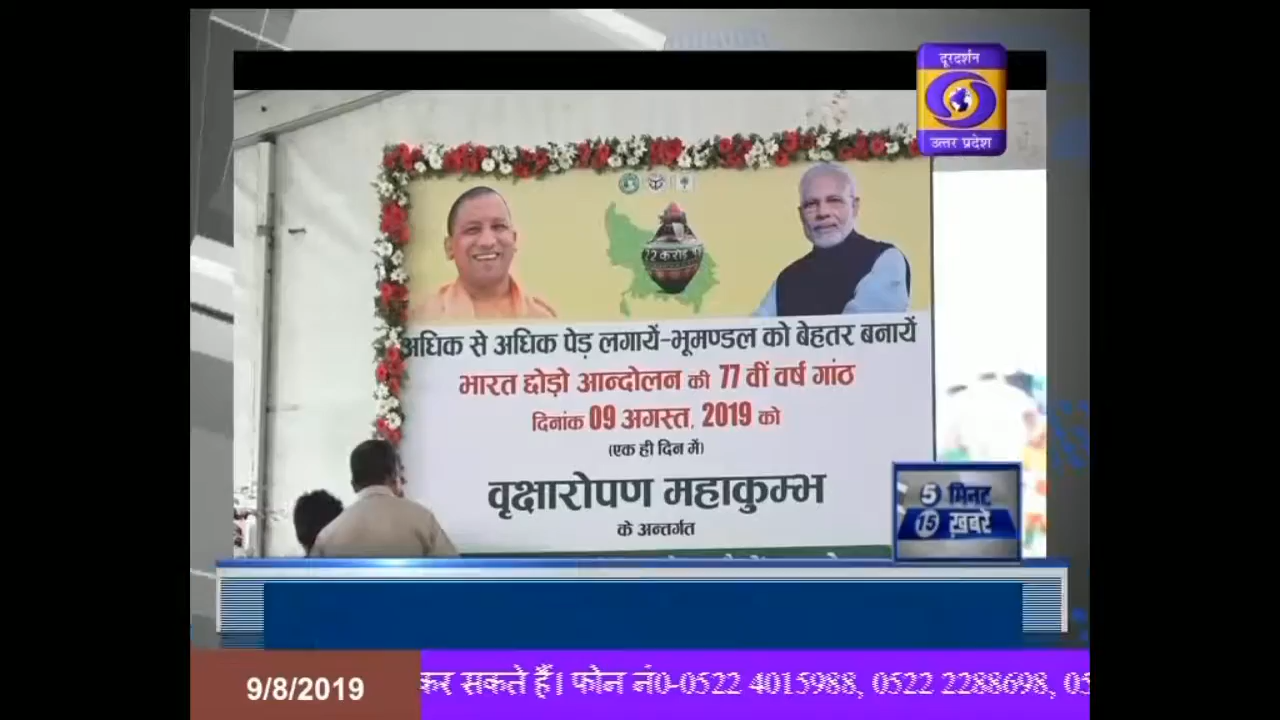 दूरदर्शन
उत्तर प्रदेश
22 करोड़
अधिक से अधिक पेड़ लगायें-भूमण्डल को बेहतर बनायें
भारत छोड़ो आन्दोलन की 77 वीं वर्ष गांठ
दिनांक 09 अगस्त, 2019 को
(एक ही दिन में)
वृक्षारोपण महाकुम्भ
के अन्तर्गत
5 मिनट
15 ख़बरें
9/8/2019
कर सकते हैं। फोन नं0-0522 4015988, 0522 2288698, 05